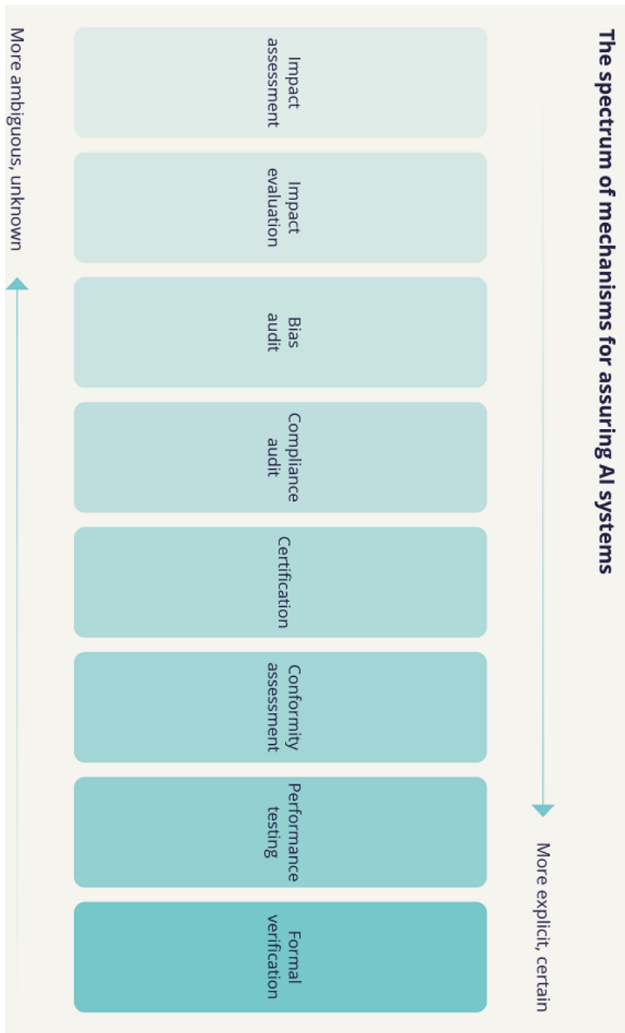 The spectrum of mechanisms for assuring AI systems
More explicit, certain
Impact
assessment
Impact
evaluation
Bias
audit
Compliance
audit
Certification
Conformity
assessment
Performance
testing
Formal
verification
More ambiguous, unknown